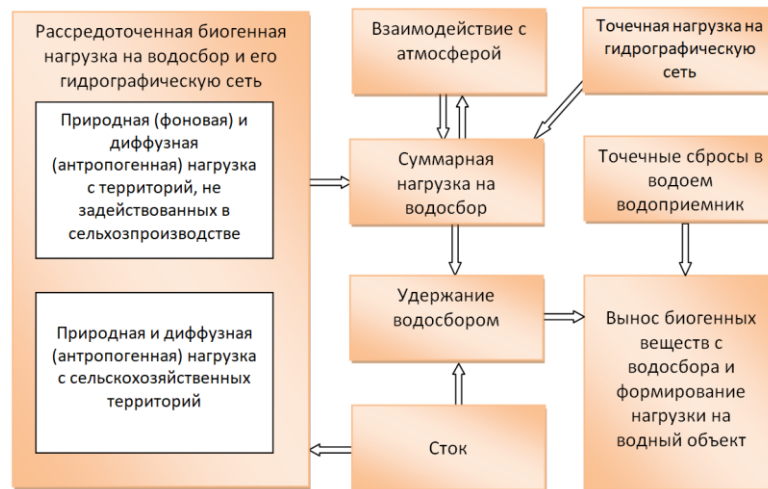 Рассредоточенная биогенная
нагрузка на водосбор и его
гидрографическую сеть
Природная (фоновая) и
диффузная
(антропогенная) нагрузка
с территорий, не
задействованных в
сельхозпроизводстве
Природная и диффузная
(антропогенная) нагрузка
с сельскохозяйственных
территорий
Взаимодействие с
атмосферой
Точечная нагрузка на
гидрографическую
сеть
Суммарная
нагрузка на
водосбор
Точечные сбросы в
водоем
водоприемник
Удержание
водосбором
Вынос биогенных
веществ с
водосбора и
формирование
нагрузки на
водный объект
Сток